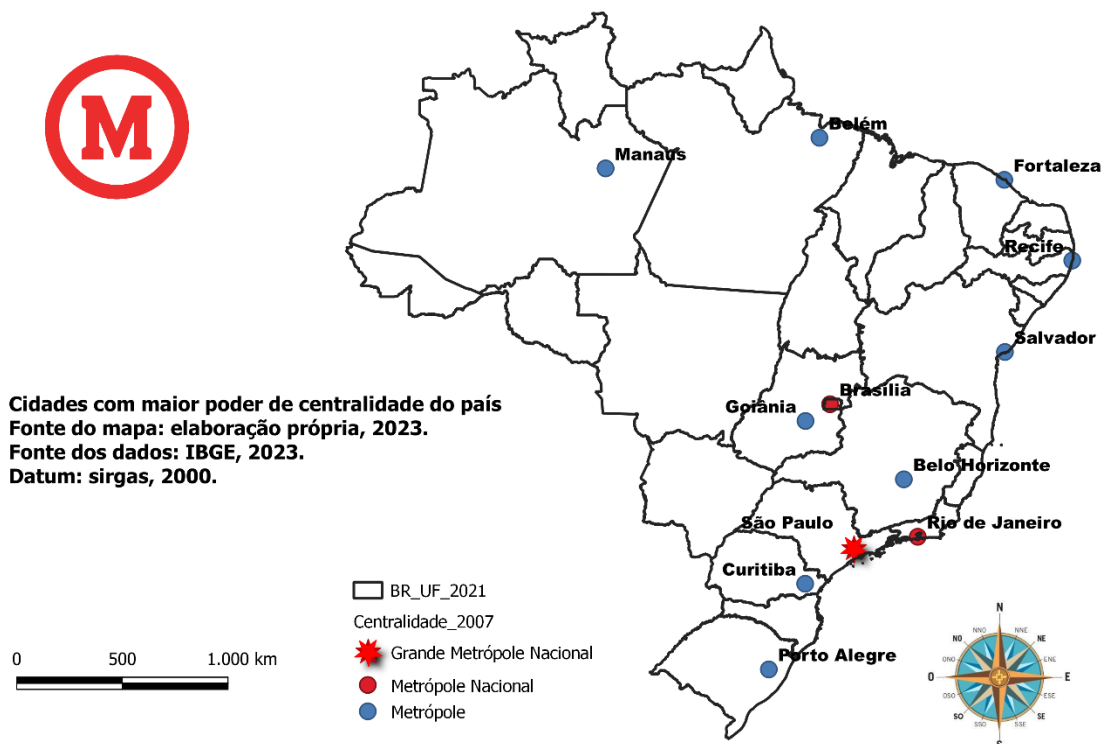 M
Belém
Manaus
Fortaleza
Recife
Salvador
Brasília
Goiânia
Belo Horizonte
São Paulo
Rio de Janeiro
Curitiba
Porto Alegre
Cidades com maior poder de centralidade do país
Fonte do mapa: elaboração própria, 2023.
Fonte dos dados: IBGE, 2023.
Datum: sirgas, 2000.
BR_UF_2021
Centralidade_2007
Grande Metrópole Nacional
Metrópole Nacional
Metrópole
0 500 1.000 km
N
NNO NNE
NO NE
ONO ENE
O E
OSO ESE
SO SE
SSO SSE
S